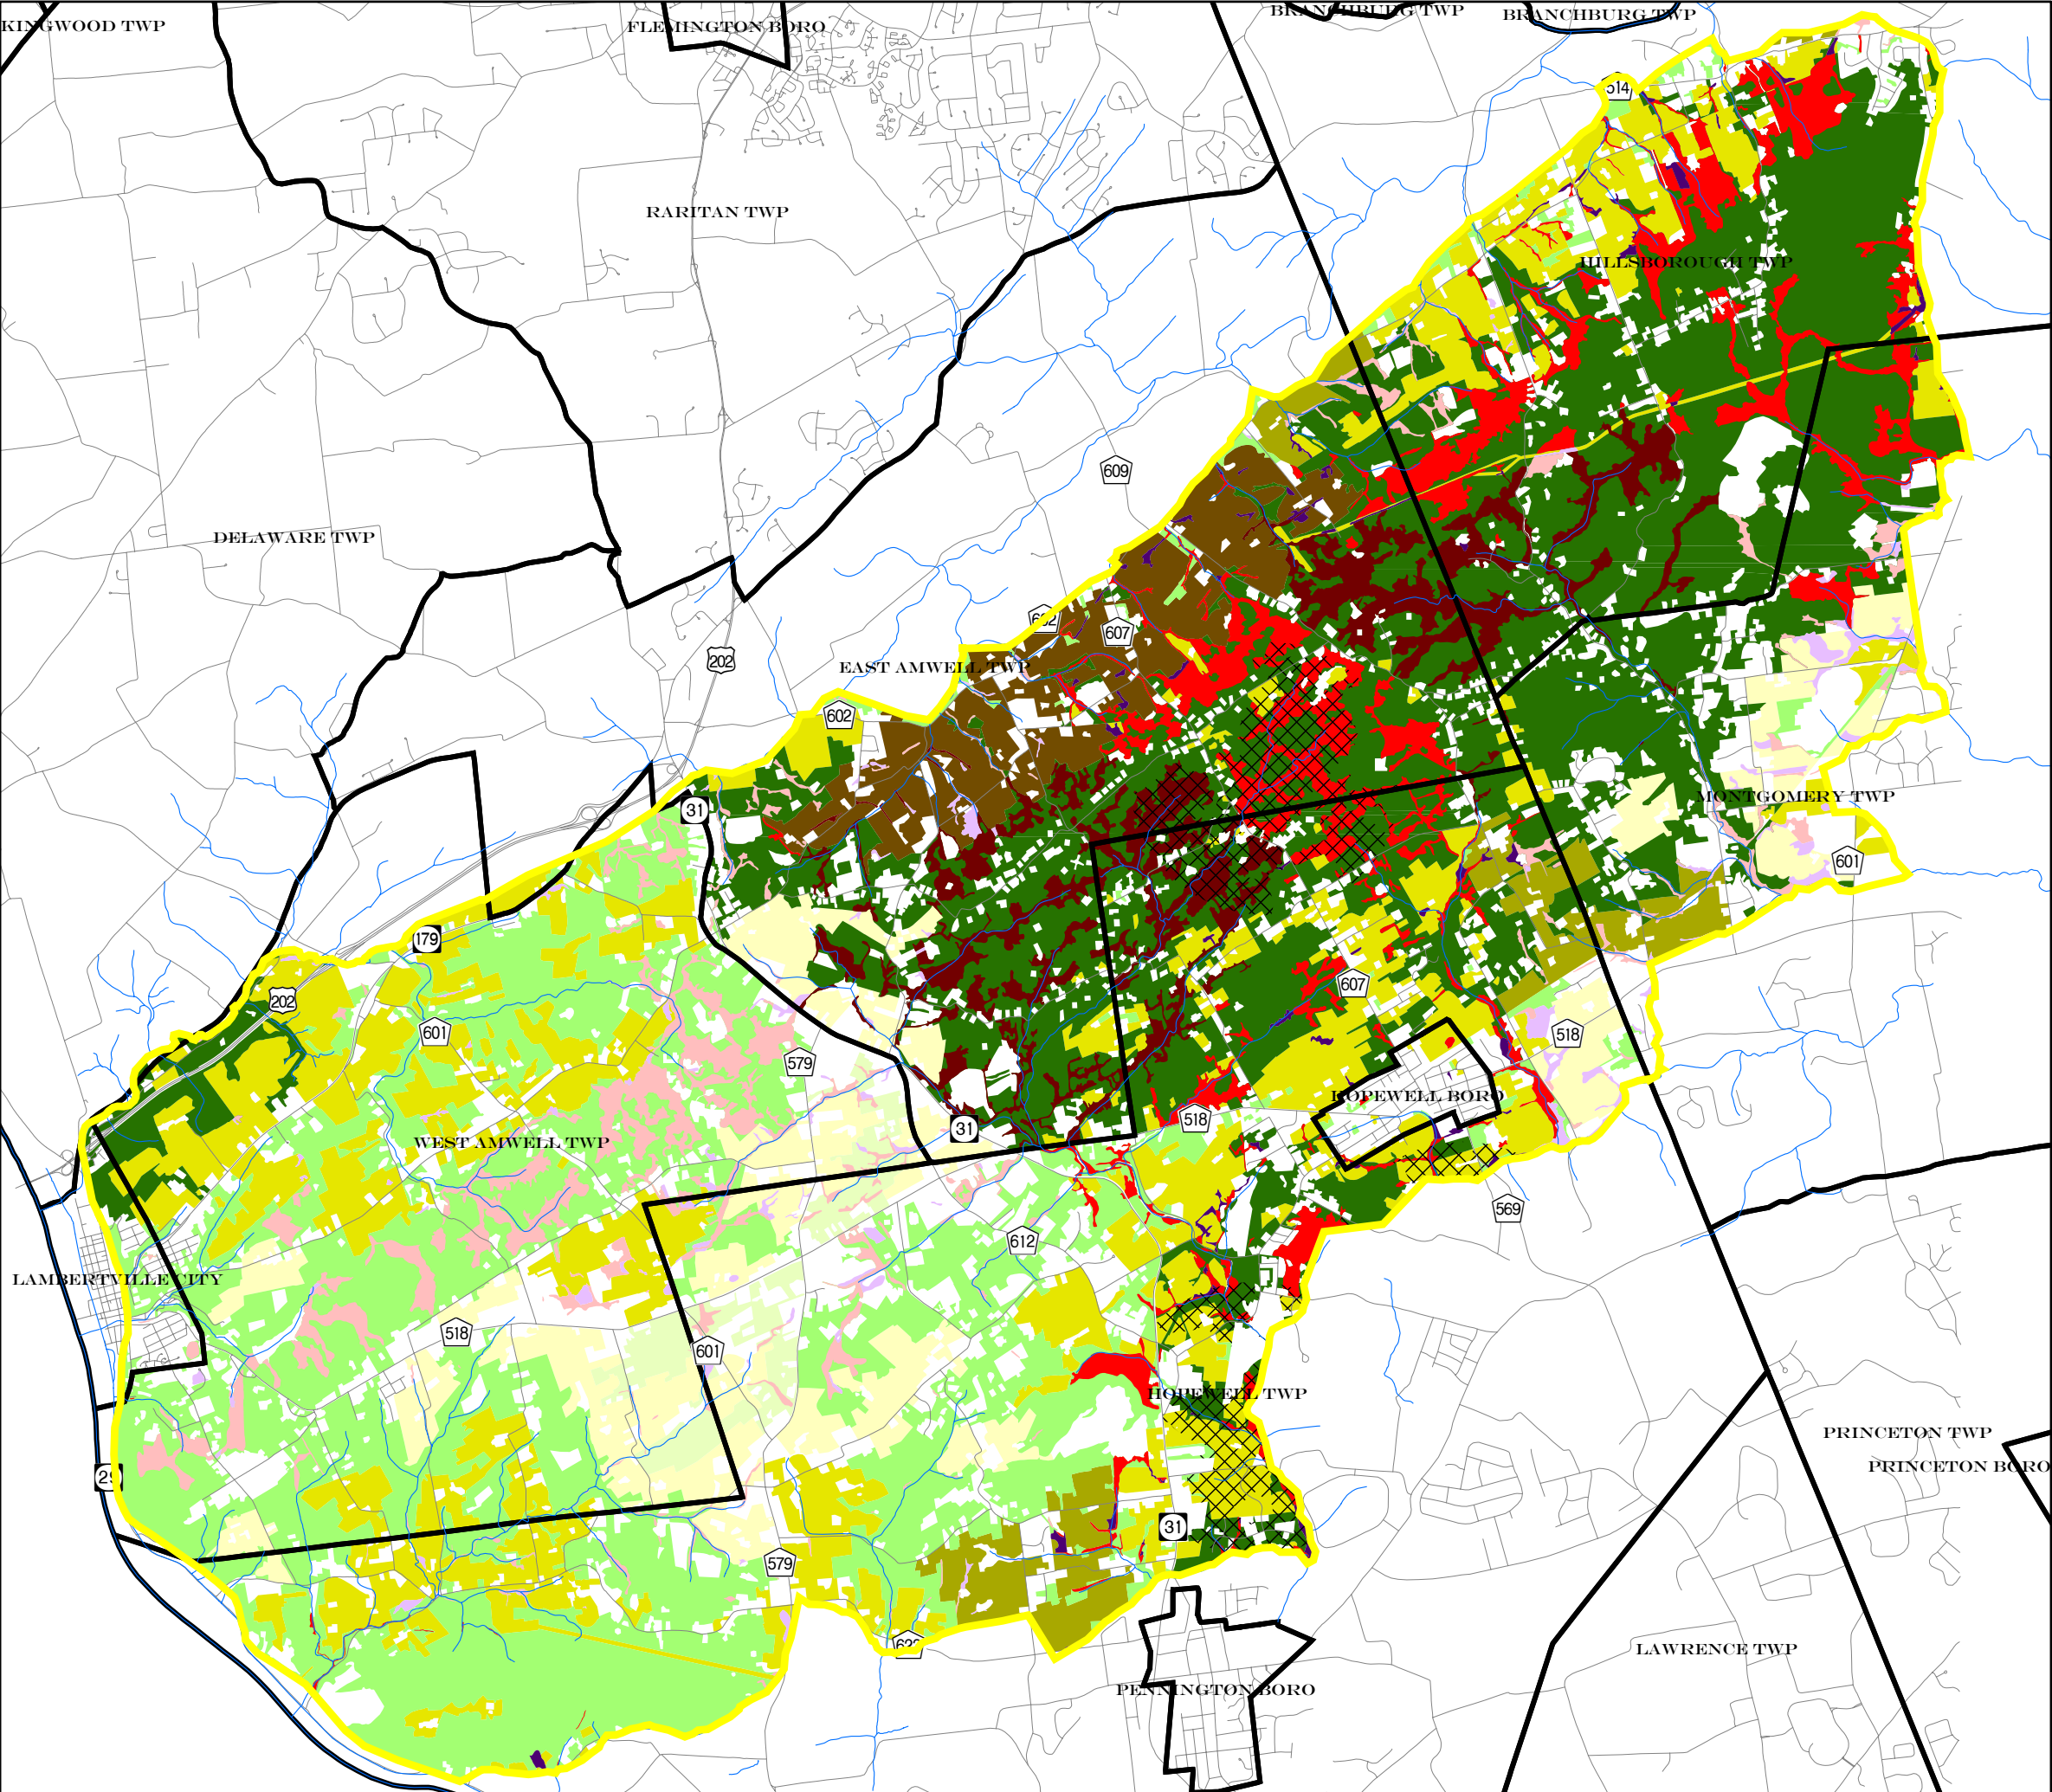 BRANCHBURG TWP
BRANCHBURG TWP
KINGWOOD TWP
FLEMINGTON BORO
514
RARITAN TWP
HILLSBOROUGH TWP
609
DELAWARE TWP
602
607
202
EAST AMWELL TWP
602
31
MONTGOMERY TWP
601
179
607
202
601
518
579
HOPEWELL BORO
518
31
WEST AMWELL TWP
569
612
LAMBERTVILLE CITY
518
601
HOPEWELL TWP
PRINCETON TWP
PRINCETON BORO
29
31
579
LAWRENCE TWP
PENNINGTON BORO